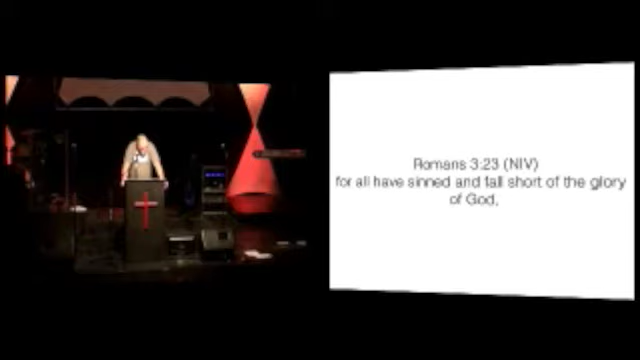 Romans 3:23 (NIV)
for all have sinned and fall short of the glory
of God,